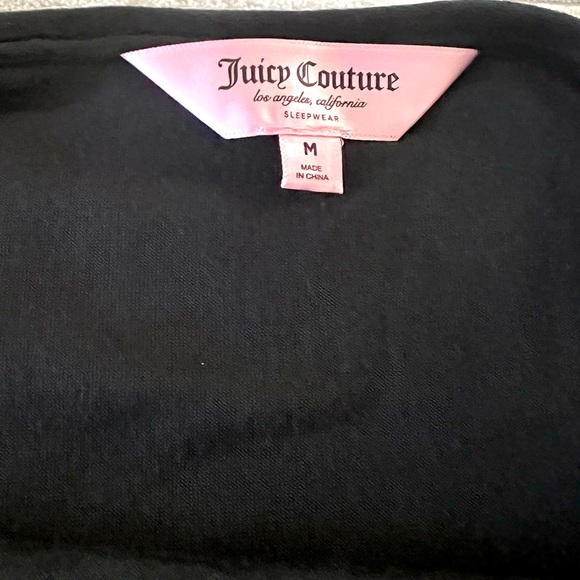 Juicy Couture
los angeles, california
SLEEPWEAR
M
MADE
IN CHINA